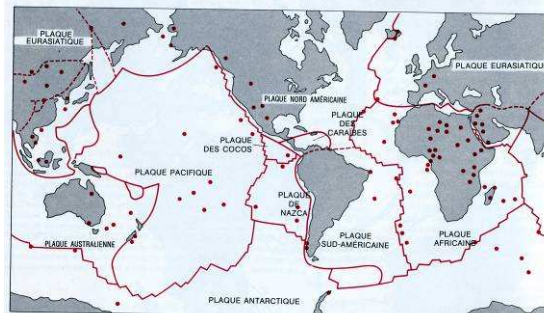 PLAQUE
EURASIATIQUE
PLAQUE EURASIATIQUE
PLAQUE NORD AMÉRICAINE
PLAQUE
DES
CARAÏBES
PLAQUE
DES COCOS
PLAQUE PACIFIQUE
PLAQUE
DE
NAZCA
PLAQUE
SUD-AMÉRICAINE
PLAQUE
AFRICAINE
PLAQUE AUSTRALIENNE
PLAQUE ANTARCTIQUE